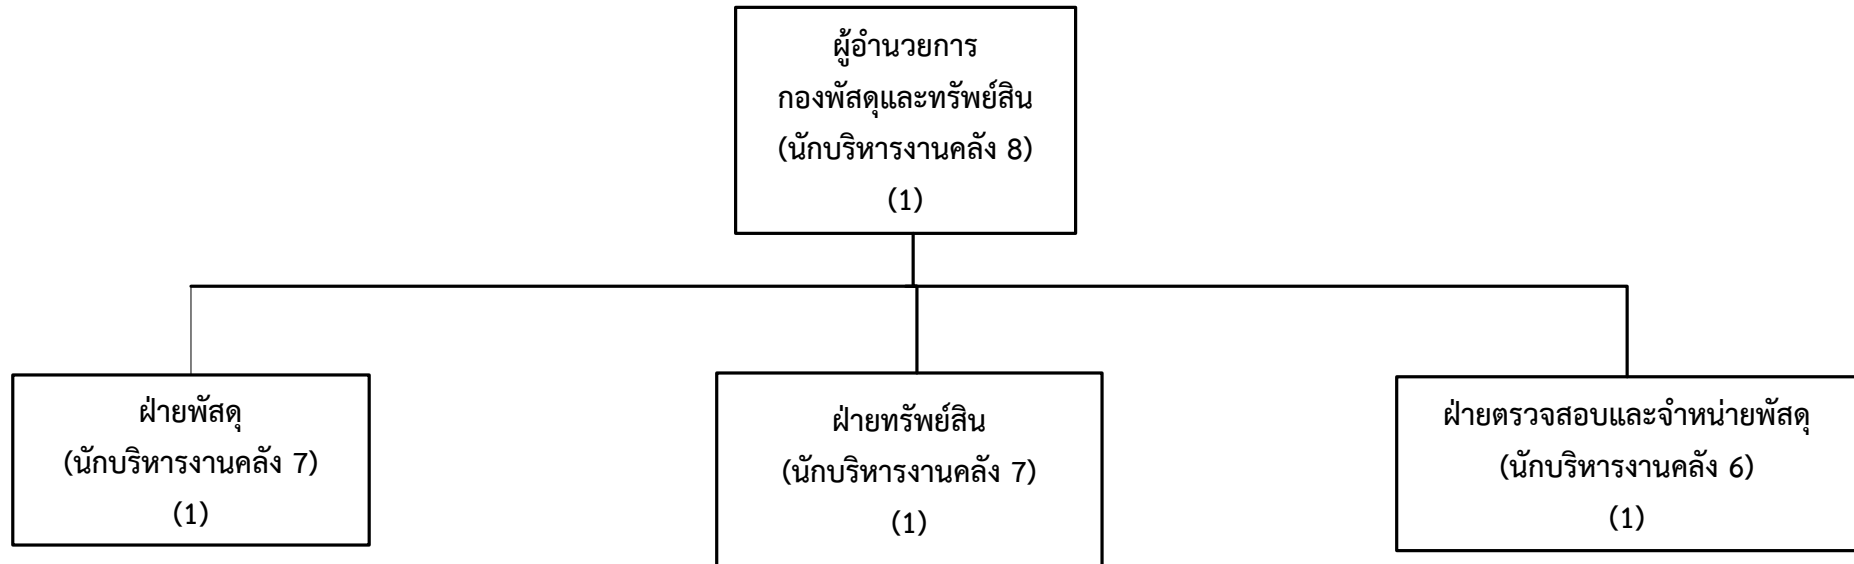 ผู้อำนวยการ
กองพัสดุและทรัพย์สิน
(นักบริหารงานคลัง 8)
(1)
ฝ่ายพัสดุ
(นักบริหารงานคลัง 7)
(1)
ฝ่ายทรัพย์สิน
(นักบริหารงานคลัง 7)
(1)
ฝ่ายตรวจสอบและจำหน่ายพัสดุ
(นักบริหารงานคลัง 6)
(1)